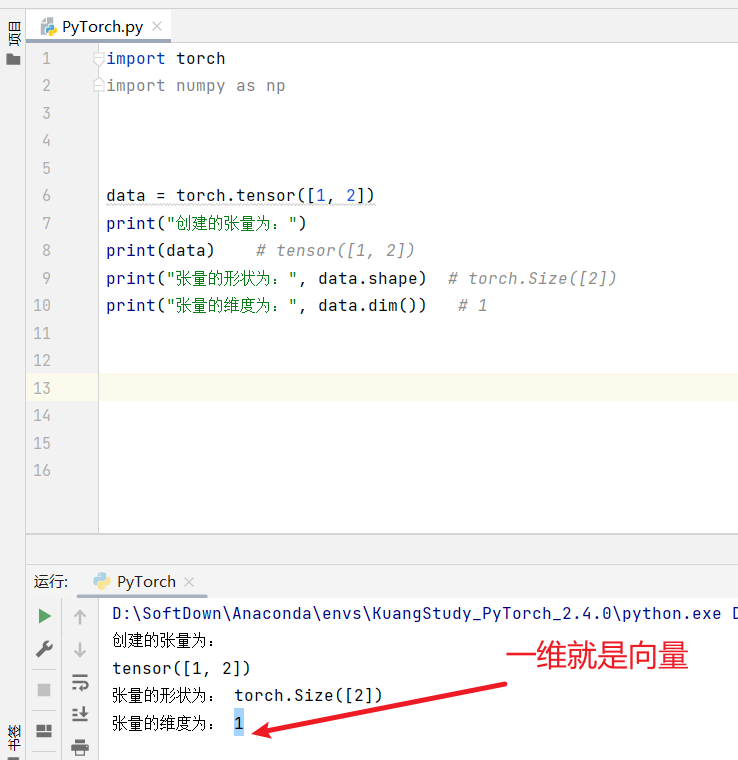 项目
PyTorch.py
1 import torch
2 import numpy as np
3
4
5
6 data = torch.tensor([1, 2])
7 print("创建的张量为：")
8 print(data)    # tensor([1, 2])
9 print("张量的形状为：", data.shape)  # torch.Size([2])
10 print("张量的维度为：", data.dim())   # 1
11
12
13
14
15
16
运行:
PyTorch
D:\SoftDown\Anaconda\envs\KuangStudy_PyTorch_2.4.0\python.exe D
创建的张量为：
tensor([1, 2])
张量的形状为： torch.Size([2])
张量的维度为： 1
一维就是向量
书签